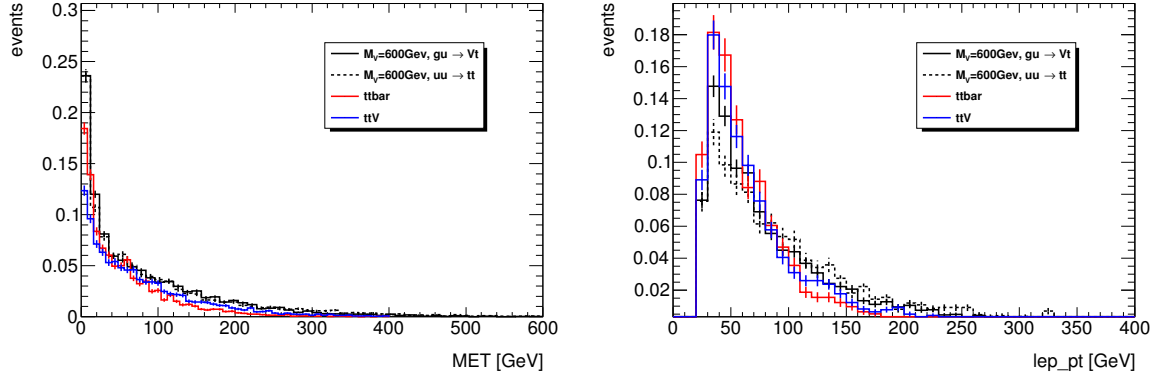 events
0.3
0.25
0.2
0.15
0.1
0.05
0
0 100 200 300 400 500 600
MET [GeV]
M_V=600Gev, gu → Vt
M_V=600Gev, uu → tt
ttbar
ttV
events
0.18
0.16
0.14
0.12
0.1
0.08
0.06
0.04
0.02
0 50 100 150 200 250 300 350 400
lep_pt [GeV]
M_V=600Gev, gu → Vt
M_V=600Gev, uu → tt
ttbar
ttV